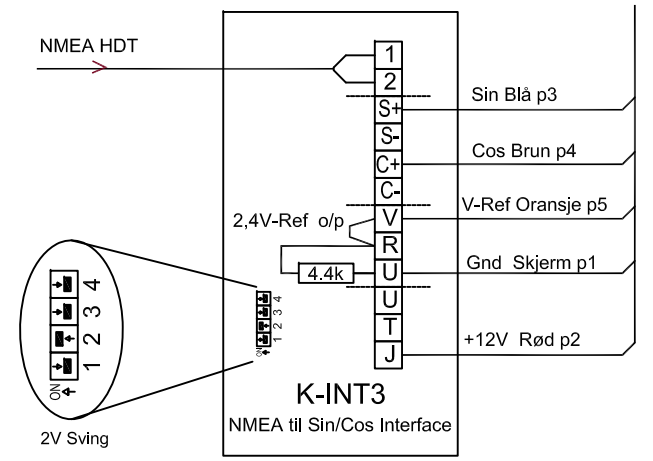 NMEA HDT
1
2
S+
Sin Blå p3
S-
C+
Cos Brun p4
C-
V
V-Ref Oransje p5
2,4V-Ref o/p
R
4.4k
U
Gnd Skjerm p1
U
T
J
+12V Rød p2
1 2 3 4
ON
1 2 3 4
ON
2V Sving
K-INT3
NMEA til Sin/Cos Interface